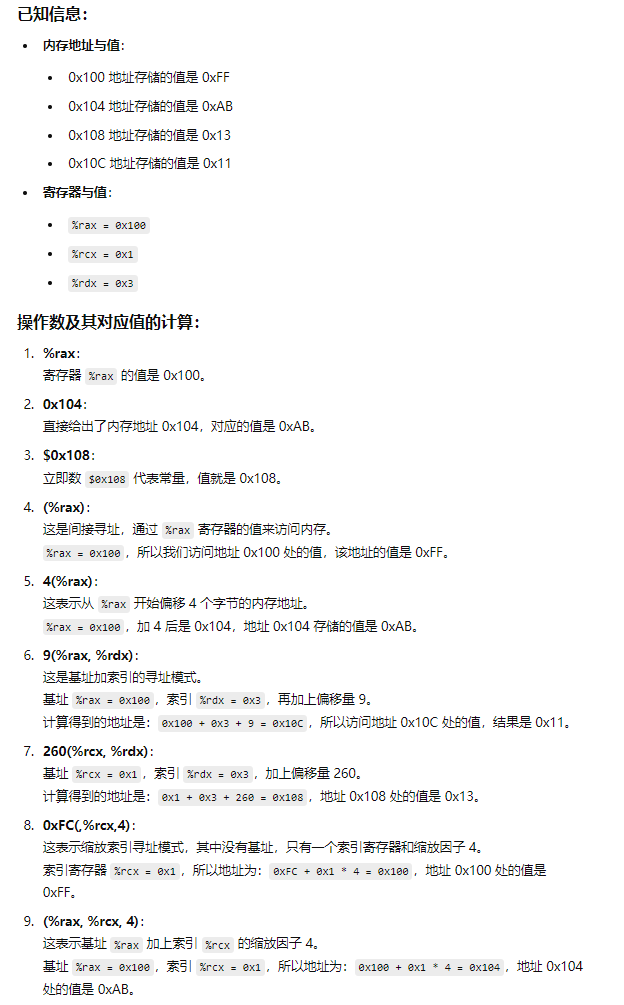 已知信息：
内存地址与值：
0x100 地址存储的值是 0xFF
0x104 地址存储的值是 0xAB
0x108 地址存储的值是 0x13
0x10C 地址存储的值是 0x11
寄存器与值：
%rax = 0x100
%rcx = 0x1
%rdx = 0x3
操作数及其对应值的计算：
1. %rax：
寄存器 %rax 的值是 0x100。
2. 0x104：
直接给出了内存地址 0x104，对应的值是 0xAB。
3. $0x108：
立即数 $0x108 代表常量，值就是 0x108。
4. (%rax)：
这是间接寻址，通过 %rax 寄存器的值来访问内存。
%rax = 0x100，所以我们访问地址 0x100 处的值，该地址的值是 0xFF。
5. 4(%rax)：
这表示从 %rax 开始偏移 4 个字节的内存地址。
%rax = 0x100，加 4 后是 0x104，地址 0x104 存储的值是 0xAB。
6. 9(%rax, %rdx)：
这是基址加索引的寻址模式。
基址 %rax = 0x100，索引 %rdx = 0x3，再加上偏移量 9。
计算得到的地址是：0x100 + 0x3 + 9 = 0x10C，所以访问地址 0x10C 处的值，结果是 0x11。
7. 260(%rcx, %rdx)：
基址 %rcx = 0x1，索引 %rdx = 0x3，加上偏移量 260。
计算得到的地址是：0x1 + 0x3 + 260 = 0x108，地址 0x108 处的值是 0x13。
8. 0xFC(,%rcx,4)：
这表示缩放索引寻址模式，其中没有基址，只有一个索引寄存器和缩放因子 4。
索引寄存器 %rcx = 0x1，所以地址为：0xFC + 0x1 * 4 = 0x100，地址 0x100 处的值是
0xFF。
9. (%rax, %rcx, 4)：
这表示基址 %rax 加上索引 %rcx 的缩放因子 4。
基址 %rax = 0x100，索引 %rcx = 0x1，所以地址为：0x100 + 0x1 * 4 = 0x104，地址 0x104
处的值是 0xAB。